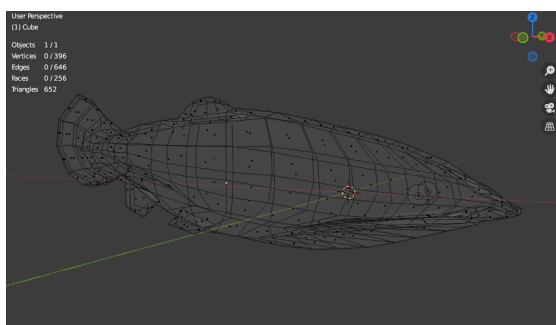 User Perspective
(1) Cube
Objects 1/1
Vertices 0/396
Edges 0/646
Faces 0/256
Triangles 652
Z
Y
X